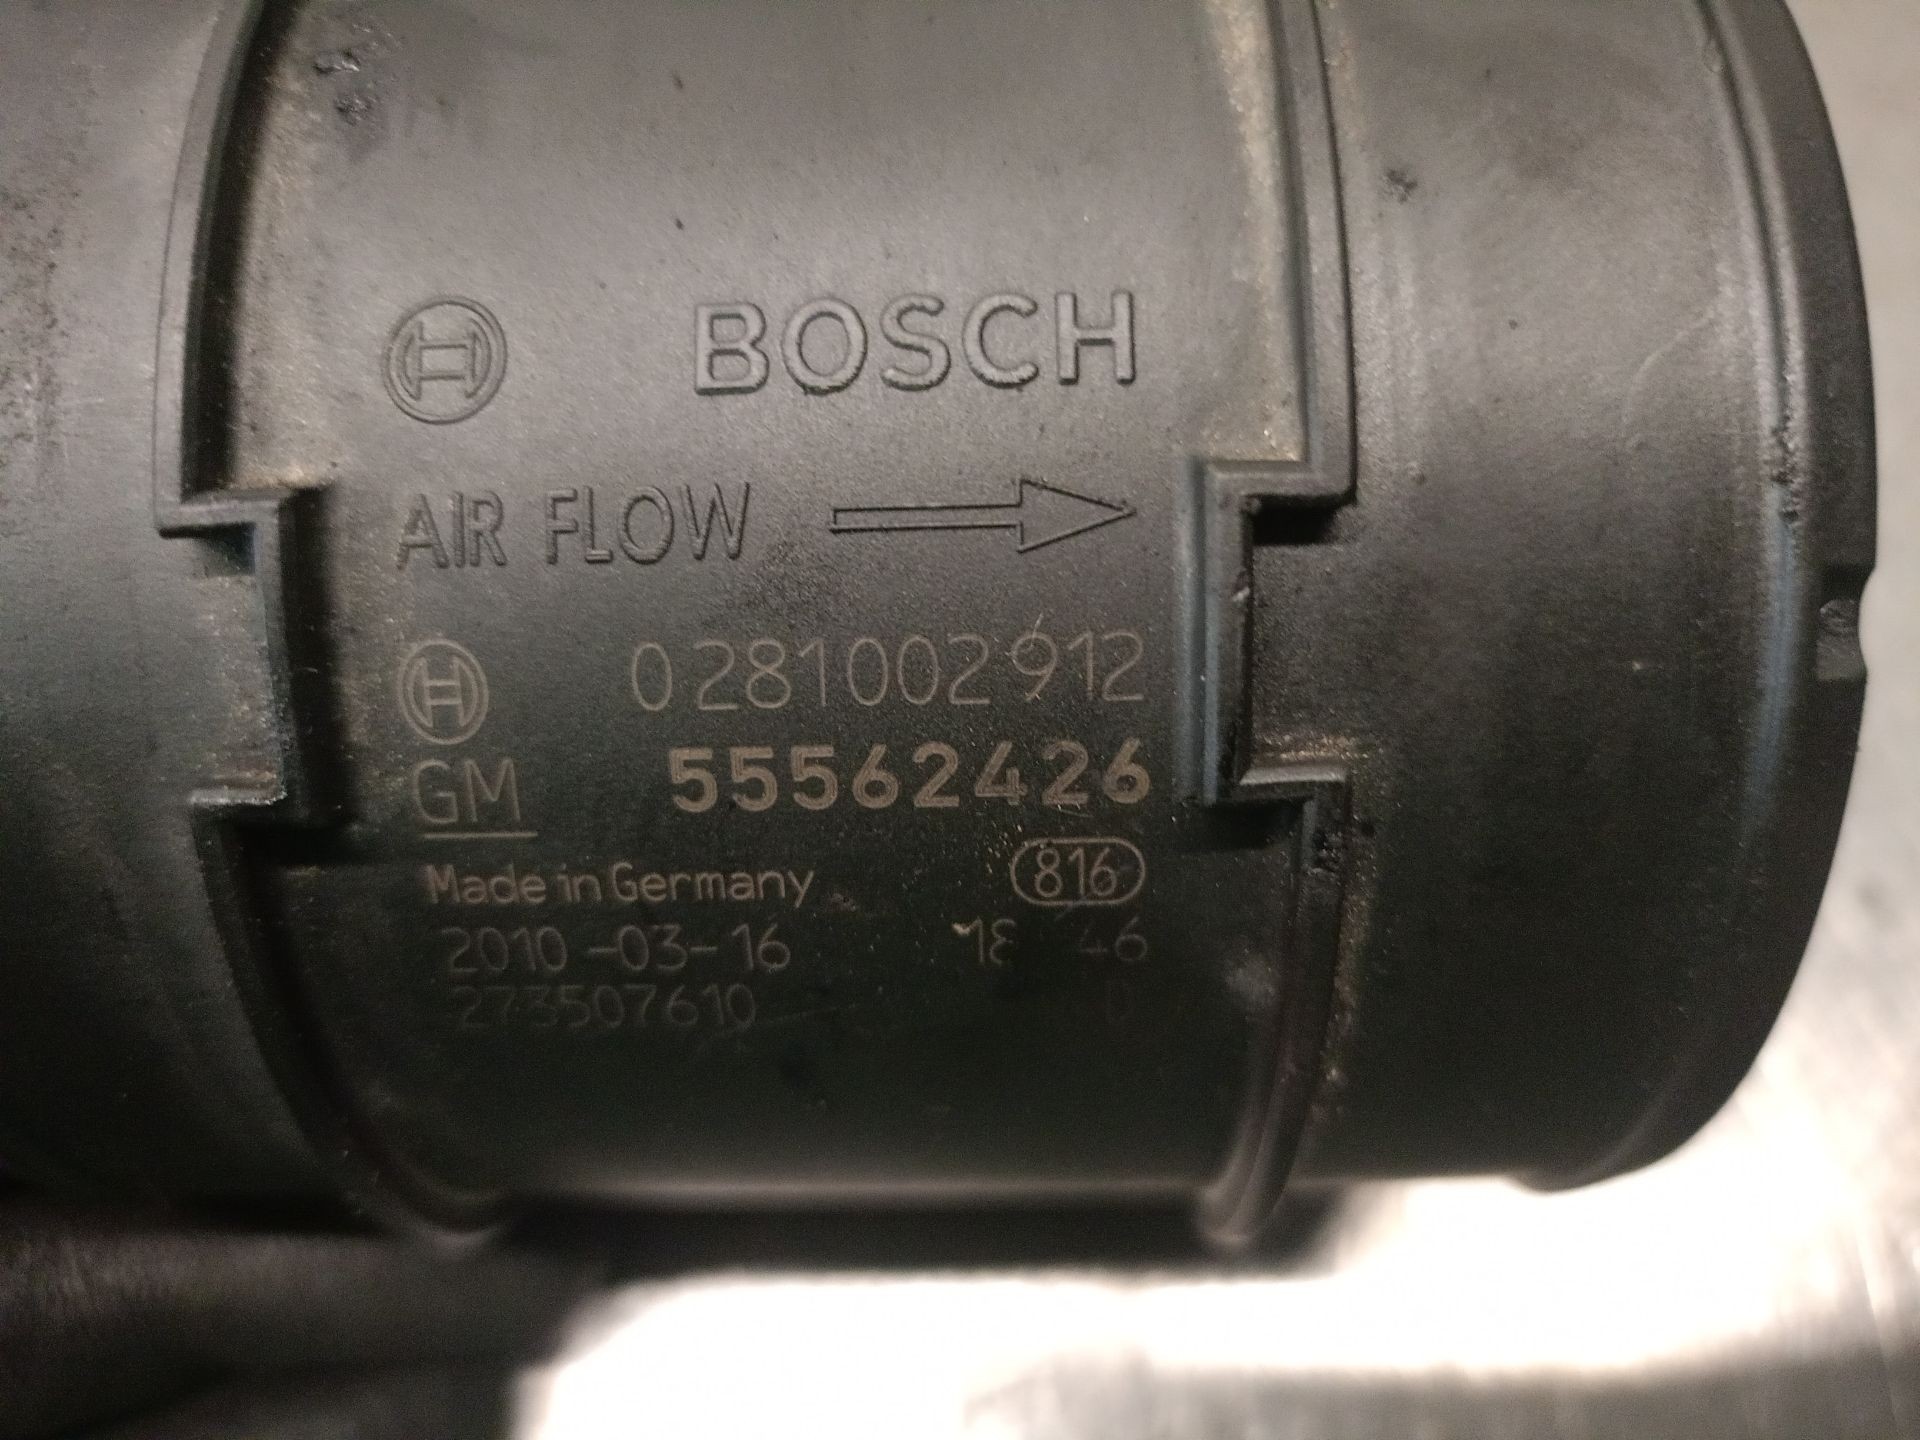 BOSCH
AIR FLOW
0281002912
GM 55562426
Made in Germany 816
2010-03-16
273507610